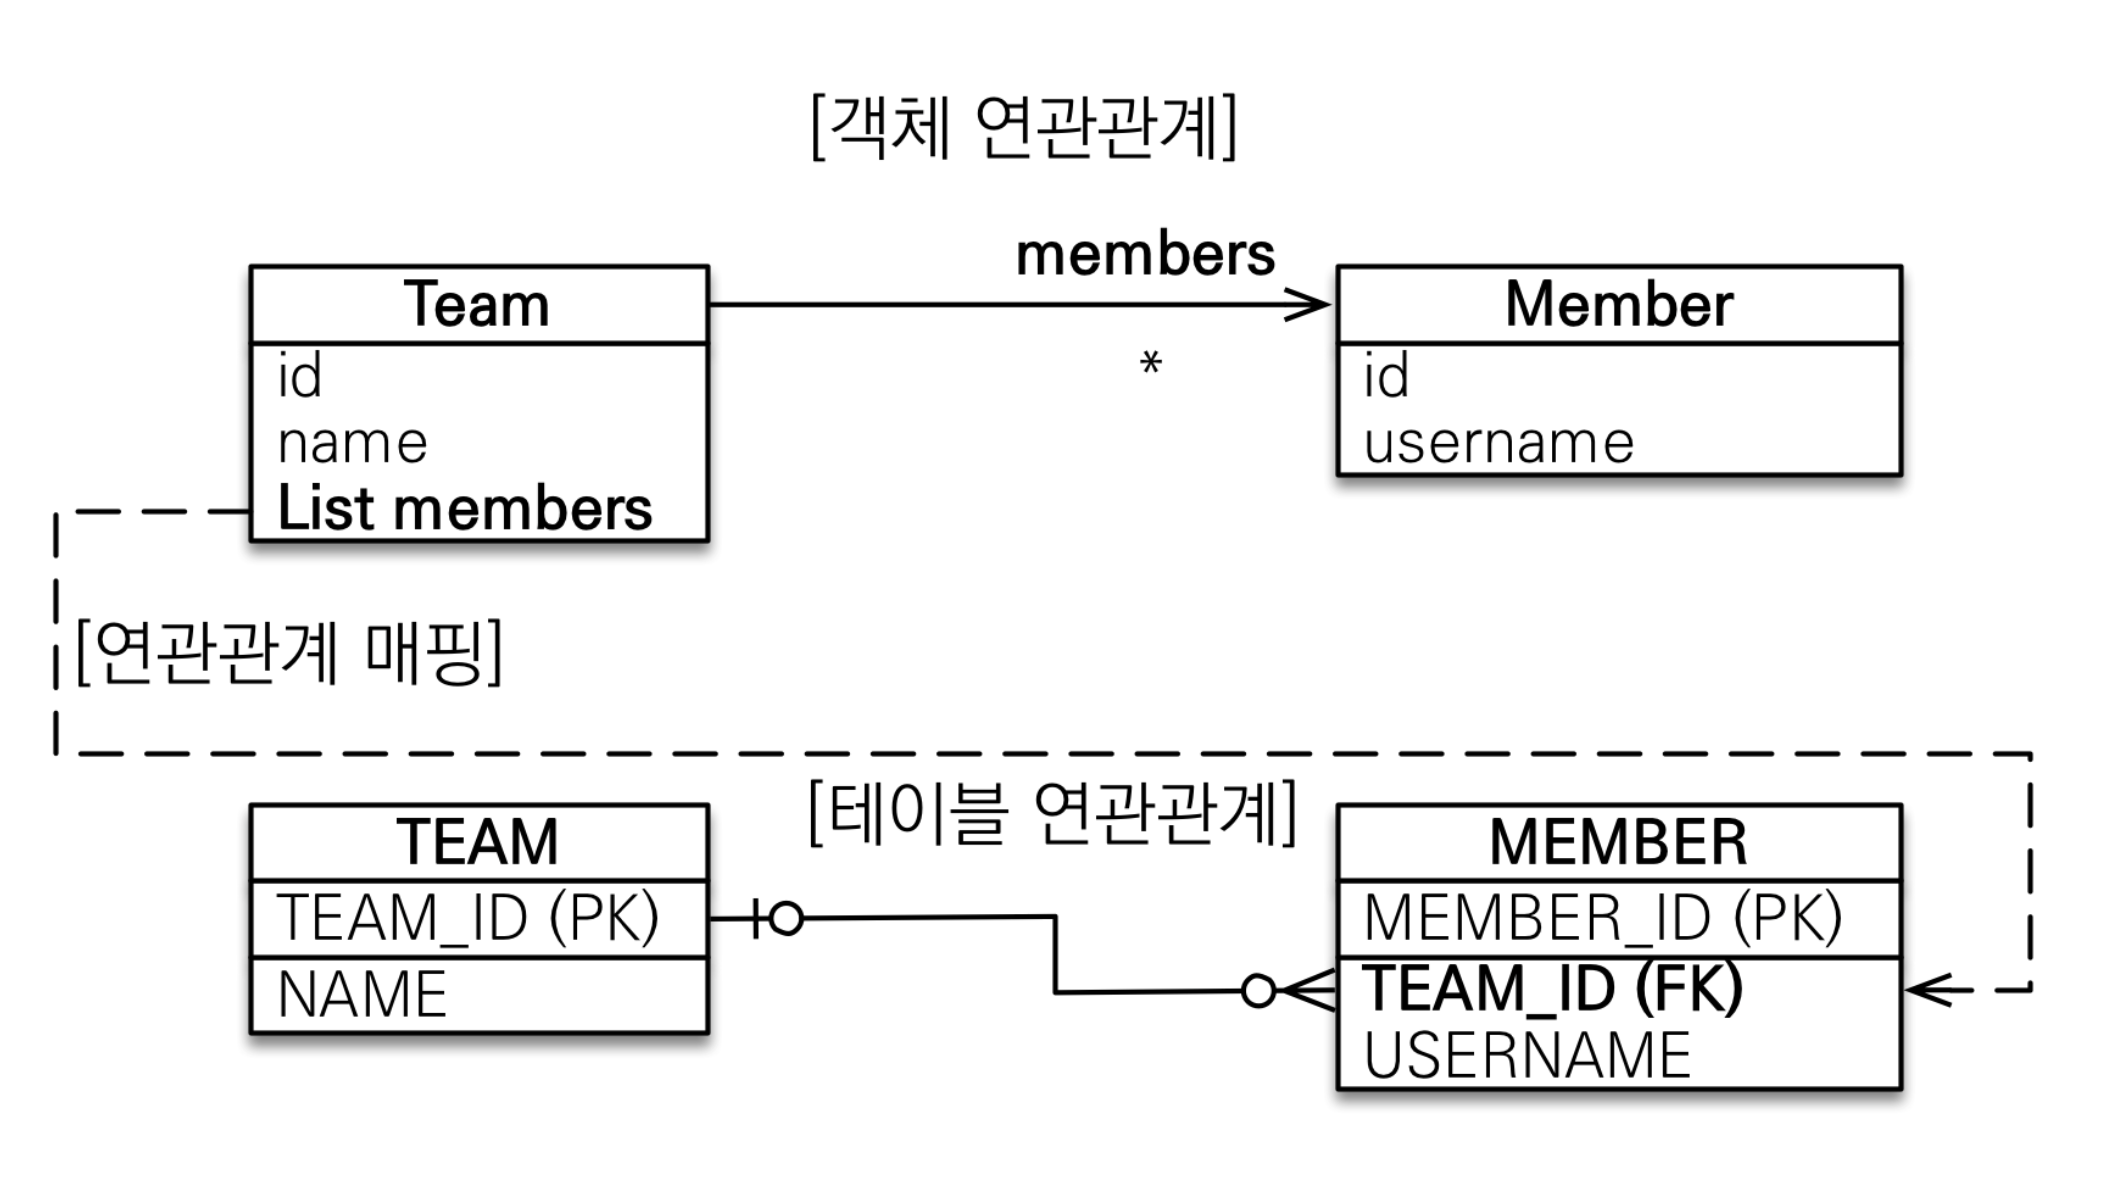 [객체 연관관계]
members
Team
Member
*
id
name
List members
id
username
[연관관계 매핑]
[테이블 연관관계]
TEAM
TEAM_ID (PK)
NAME
MEMBER
MEMBER_ID (PK)
TEAM_ID (FK)
USERNAME